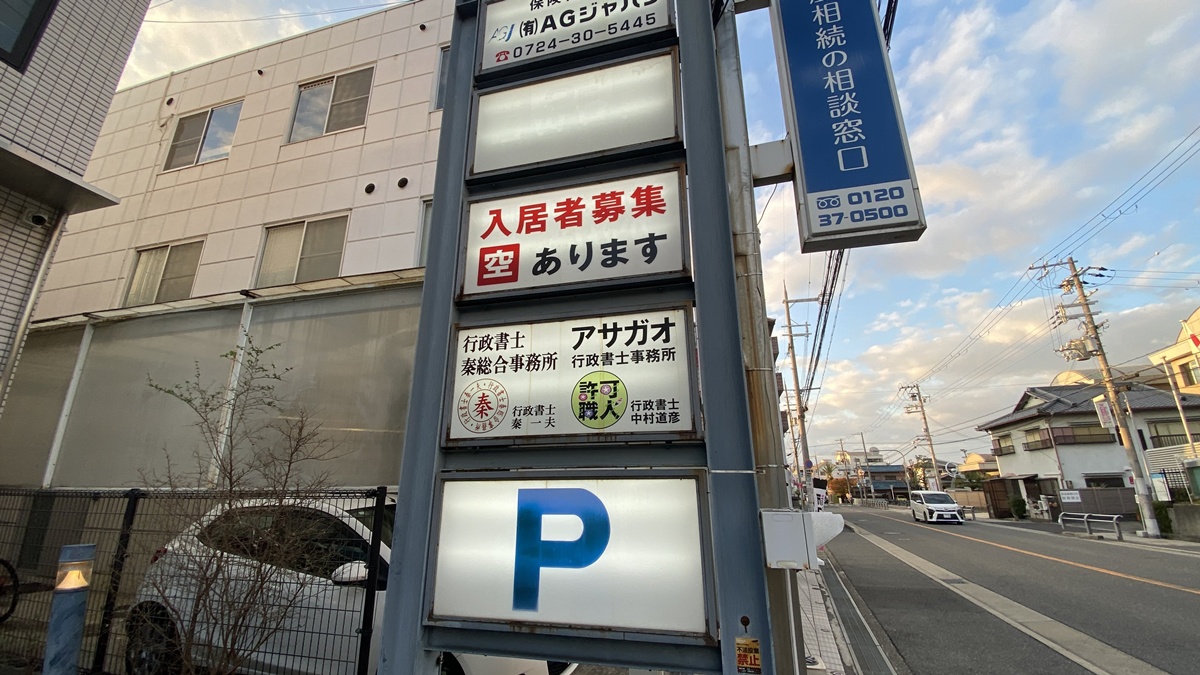 AGJ (有)AGジャパン
☎0724-30-5445
相続の相談窓口
0120
37-0500
入居者募集
空 あります
行政書士
秦総合事務所
秦
行政書士
秦 一夫
アサガオ
行政書士事務所
許可
職人
行政書士
中村道彦
P
禁止